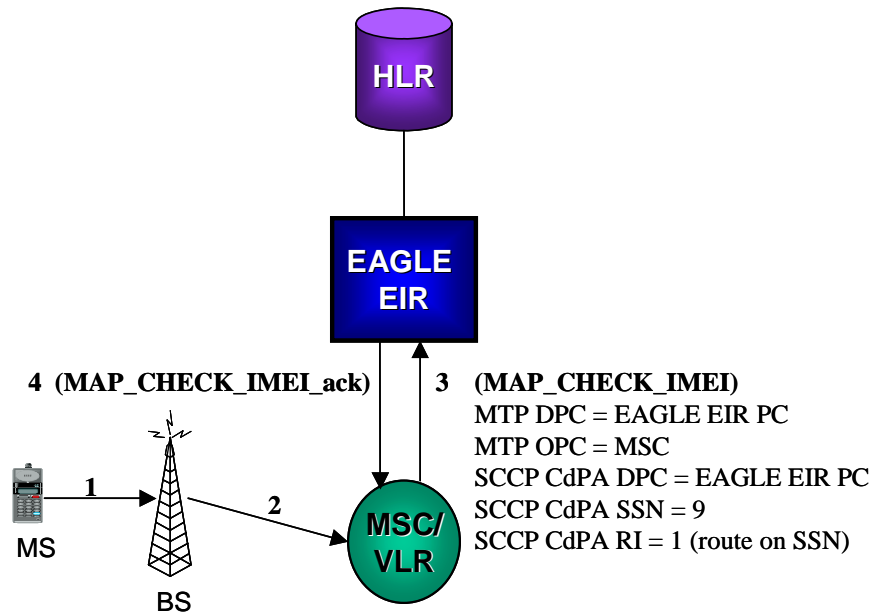 HLR
EAGLE
EIR
4 (MAP_CHECK_IMEI_ack)
3 (MAP_CHECK_IMEI)
MTP DPC = EAGLE EIR PC
MTP OPC = MSC
SCCP CdPA DPC = EAGLE EIR PC
SCCP CdPA SSN = 9
SCCP CdPA RI = 1 (route on SSN)
1
2
MSC/
VLR
MS
BS